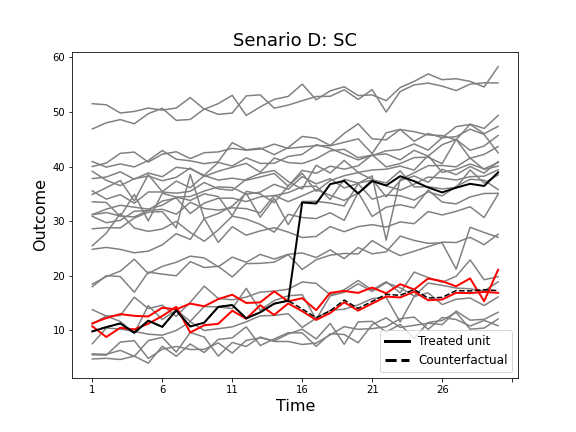 Senario D: SC
60
50
40
30
20
10
Outcome
Treated unit
Counterfactual
1 6 11 16 21 26
Time